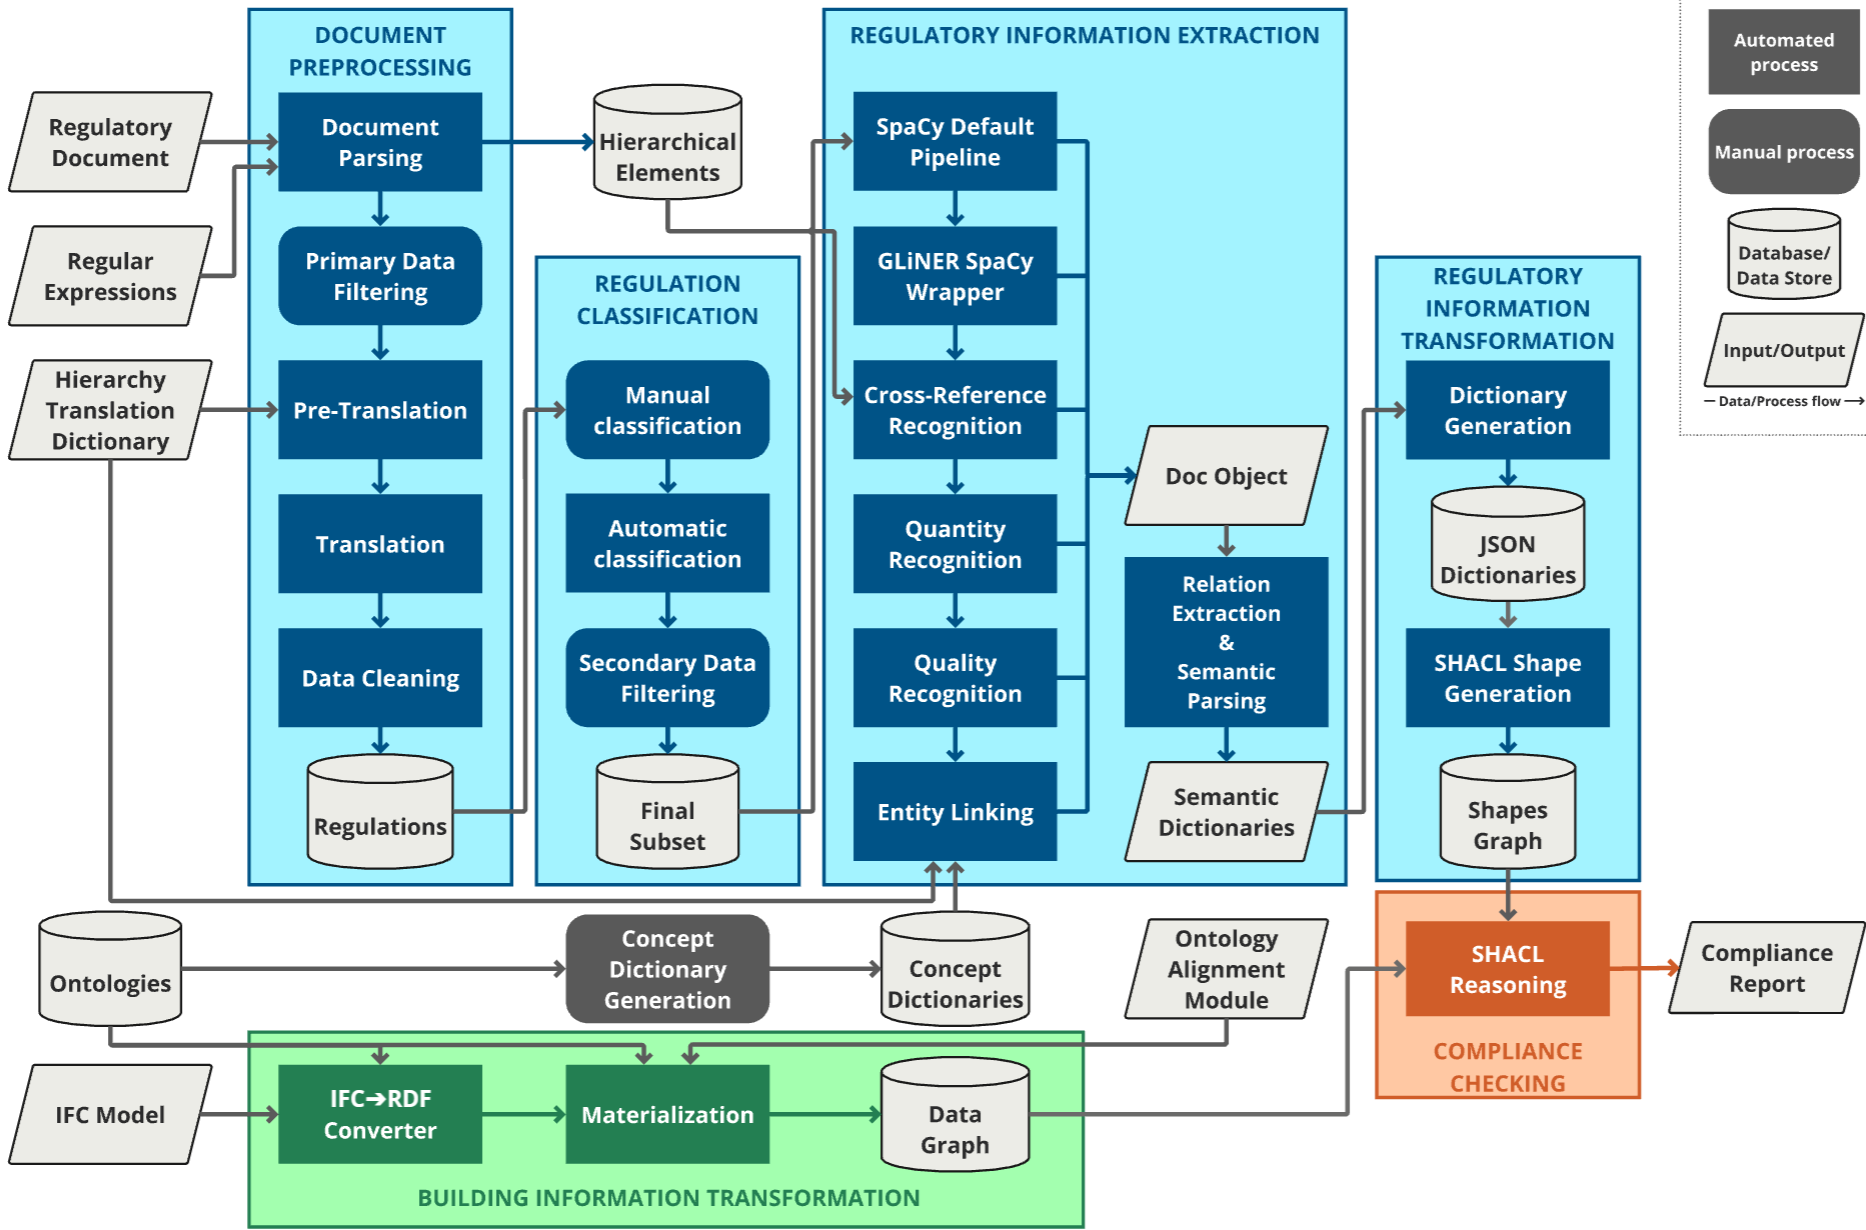 DOCUMENT
PREPROCESSING
Regulatory
Document
Regular
Expressions
Hierarchy
Translation
Dictionary
Document
Parsing
Primary Data
Filtering
Pre-Translation
Translation
Data Cleaning
Regulations
Hierarchical
Elements
REGULATION
CLASSIFICATION
Manual
classification
Automatic
classification
Secondary Data
Filtering
Final
Subset
REGULATORY INFORMATION EXTRACTION
SpaCy Default
Pipeline
GLiNER SpaCy
Wrapper
Cross-Reference
Recognition
Quantity
Recognition
Quality
Recognition
Entity Linking
Doc Object
Relation
Extraction
&
Semantic
Parsing
Semantic
Dictionaries
REGULATORY
INFORMATION
TRANSFORMATION
Dictionary
Generation
JSON
Dictionaries
SHACL Shape
Generation
Shapes
Graph
Automated
process
Manual process
Database/
Data Store
Input/Output
Data/Process flow
Ontologies
Concept
Dictionary
Generation
Concept
Dictionaries
Ontology
Alignment
Module
SHACL
Reasoning
COMPLIANCE
CHECKING
Compliance
Report
IFC Model
IFC➔RDF
Converter
Materialization
Data
Graph
BUILDING INFORMATION TRANSFORMATION